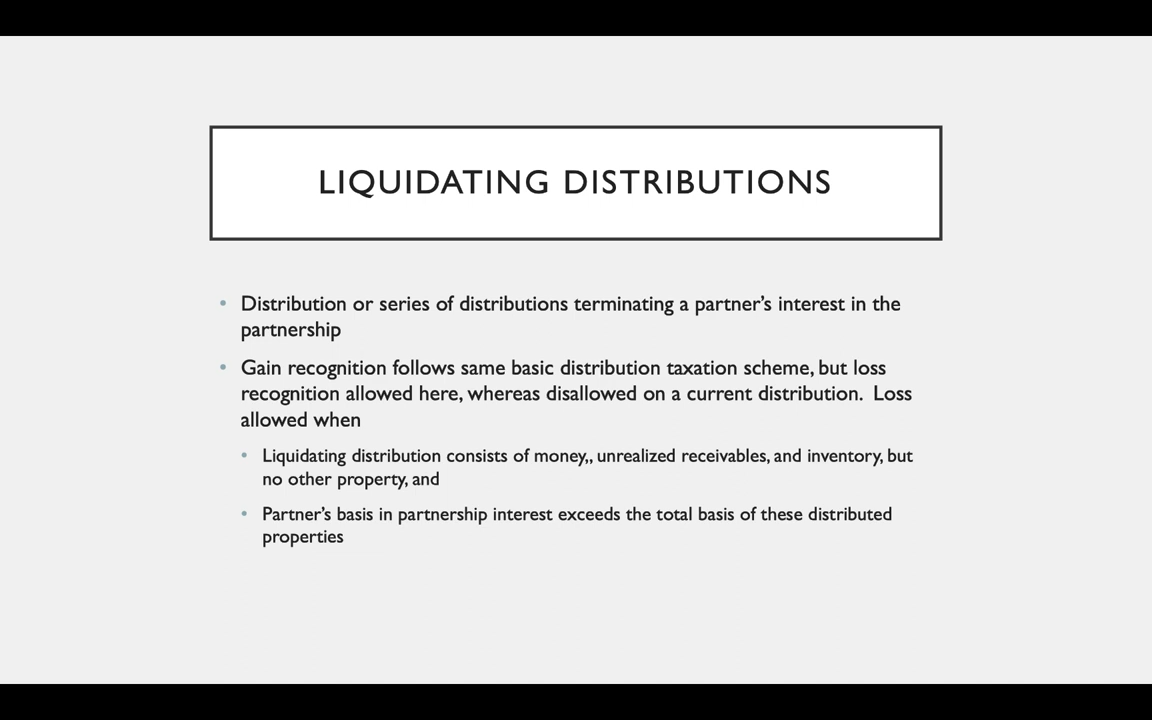 LIQUIDATING DISTRIBUTIONS
• Distribution or series of distributions terminating a partner’s interest in the
partnership
• Gain recognition follows same basic distribution taxation scheme, but loss
recognition allowed here, whereas disallowed on a current distribution.  Loss
allowed when
• Liquidating distribution consists of money,, unrealized receivables, and inventory, but
no other property, and
• Partner’s basis in partnership interest exceeds the total basis of these distributed
properties